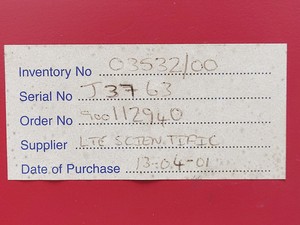 Inventory No 03532/00
Serial No J3763
Order No 900112940
Supplier LTE SCIENTIFIC
Date of Purchase 13-04-01